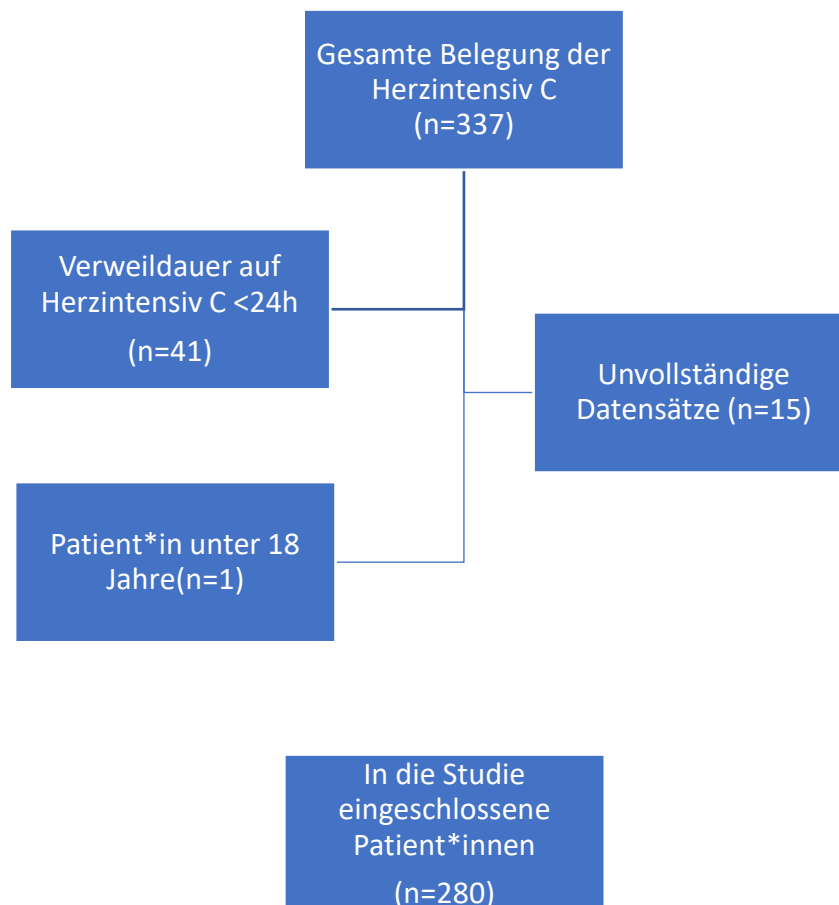 Gesamte Belegung der
Herzintensiv C
(n=337)
Verweildauer auf
Herzintensiv C <24h
(n=41)
Unvollständige
Datensätze (n=15)
Patient*in unter 18
Jahre(n=1)
In die Studie
eingeschlossene
Patient*innen
(n=280)